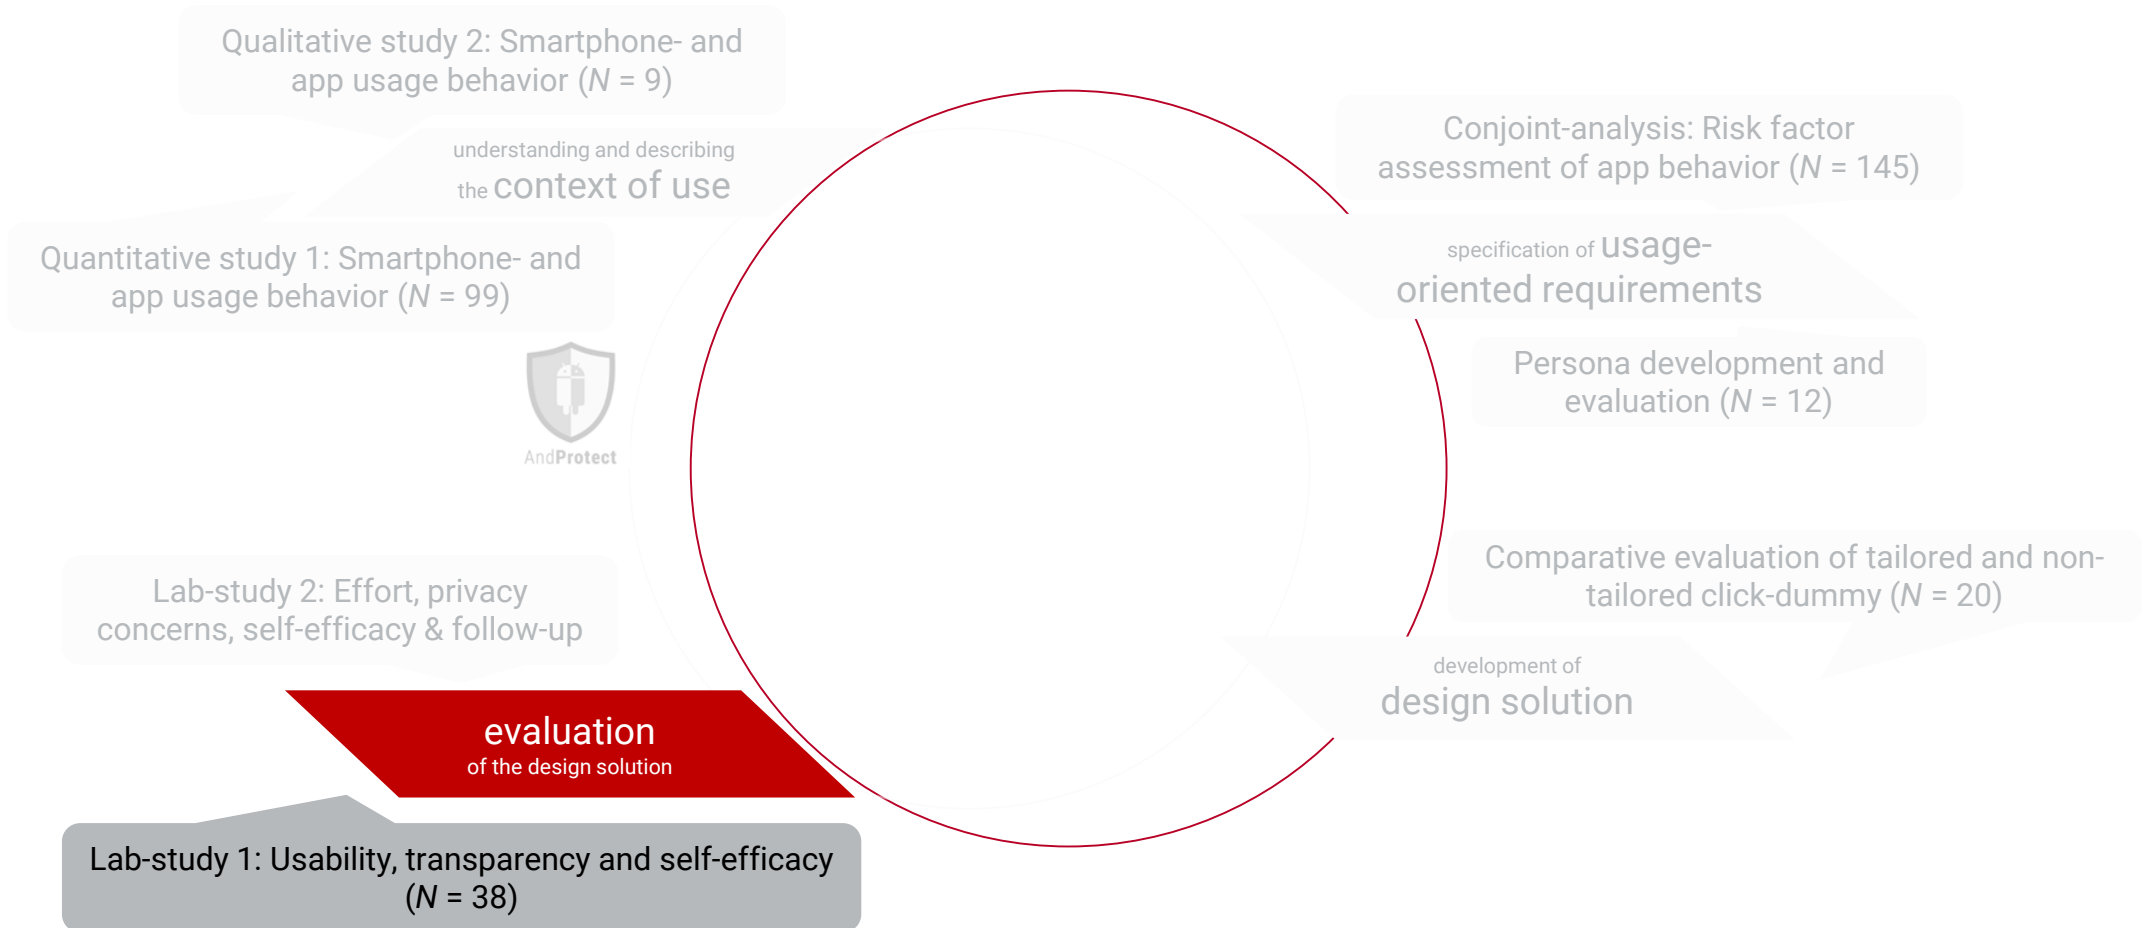 Qualitative study 2: Smartphone- and
app usage behavior (N = 9)
understanding and describing
the context of use
Quantitative study 1: Smartphone- and
app usage behavior (N = 99)
AndProtect
Conjoint-analysis: Risk factor
assessment of app behavior (N = 145)
specification of usage-
oriented requirements
Persona development and
evaluation (N = 12)
Comparative evaluation of tailored and non-
tailored click-dummy (N = 20)
development of
design solution
Lab-study 2: Effort, privacy
concerns, self-efficacy & follow-up
evaluation
of the design solution
Lab-study 1: Usability, transparency and self-efficacy
(N = 38)